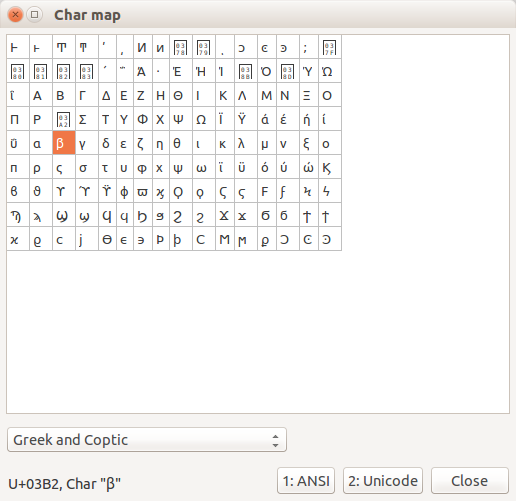 Char map
Ͱ ͱ Ͳ ͳ ʹ ͵ Ͷ ͷ 0378 0379 ͺ ͻ ͼ ͽ ; 037F
0380 0381 0382 0383 ΄ ΅ Ά · Έ Ή Ί 038B Ό 038D Ύ Ώ
ΐ Α Β Γ Δ Ε Ζ Η Θ Ι Κ Λ Μ Ν Ξ Ο
Π Ρ 03A2 Σ Τ Υ Φ Χ Ψ Ω Ϊ Ϋ ά έ ή ί
ΰ α β γ δ ε ζ η θ ι κ λ μ ν ξ ο
π ρ ς σ τ υ φ χ ψ ω ϊ ϋ ό ύ ώ Ϗ
ϐ ϑ ϒ ϓ ϔ ϕ ϖ ϗ Ϙ ϙ Ϛ ϛ Ϝ ϝ Ϟ ϟ
Ϡ ϡ Ϣ ϣ Ϥ ϥ Ϧ ϧ Ϩ ϩ Ϫ ϫ Ϭ ϭ Ϯ ϯ
ϰ ϱ ϲ ϳ ϴ ϵ ϶ Ϸ ϸ Ϲ Ϻ ϻ ϼ Ͻ Ͼ Ͽ
Greek and Coptic
U+03B2, Char "β"
1: ANSI
2: Unicode
Close